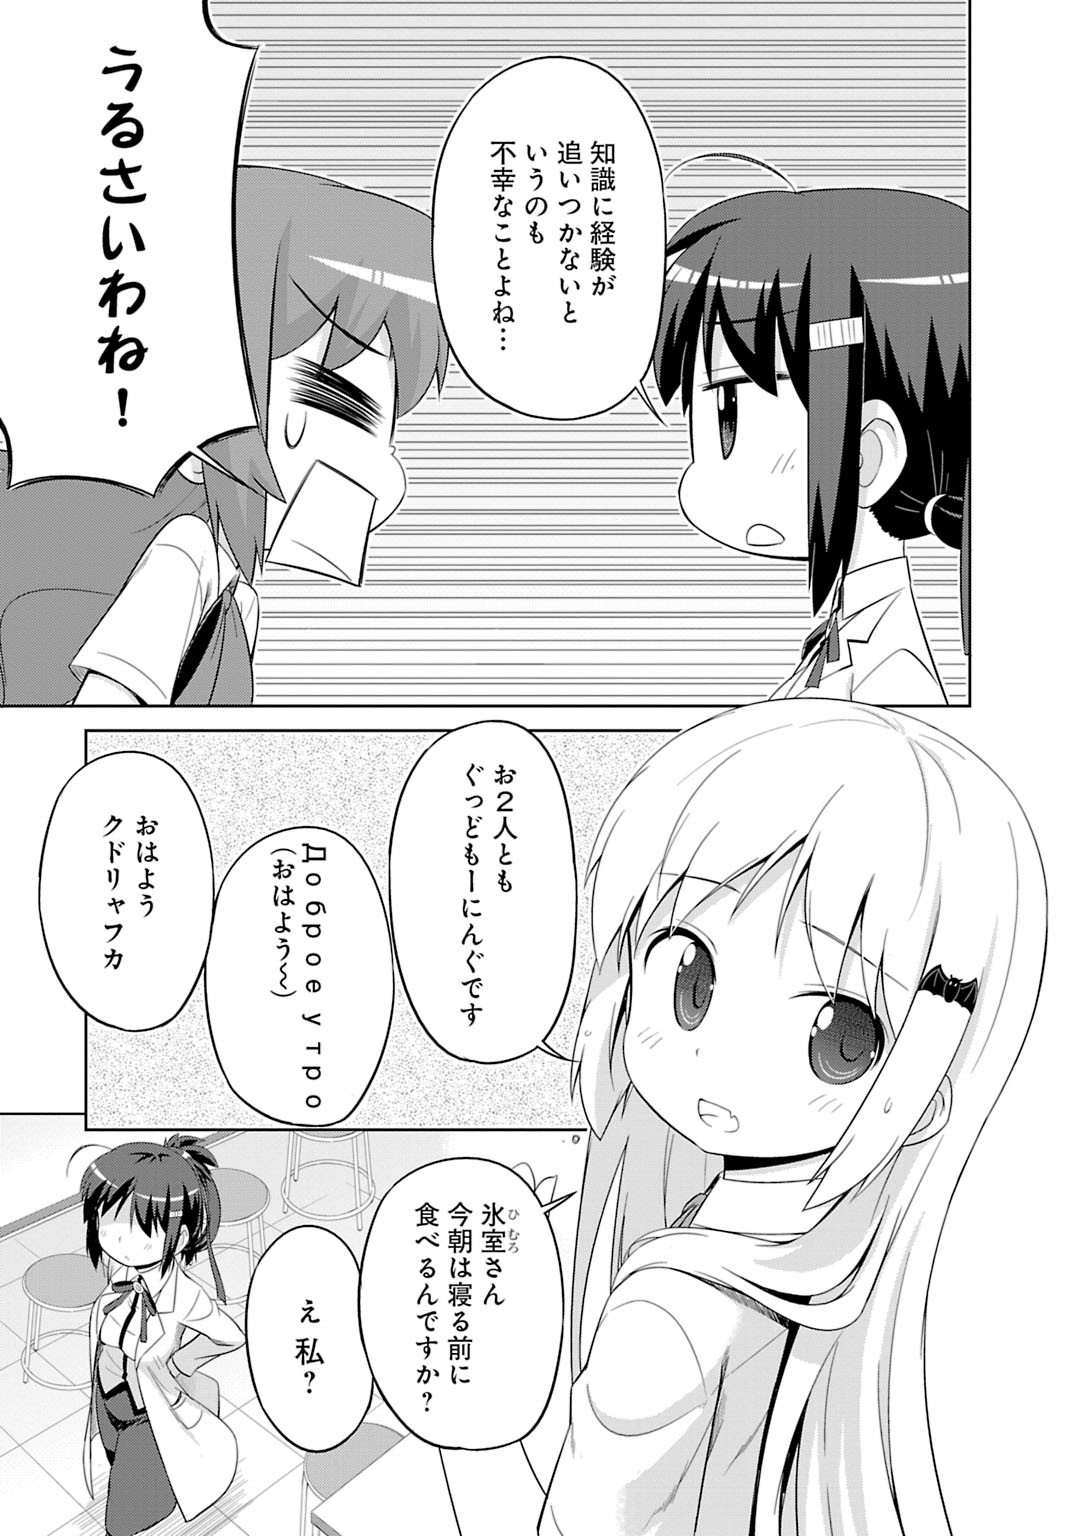 知識に経験が
追いつかないと
いうのも
不幸なことよね…
うるさいわね！
お2人とも
ぐっどもーにんぐです
Доброе утро
（おはよう～）
おはよう
クドリャフカ
氷室さん
ひむろ
今朝は寝る前に
食べるんですか？
え 私？